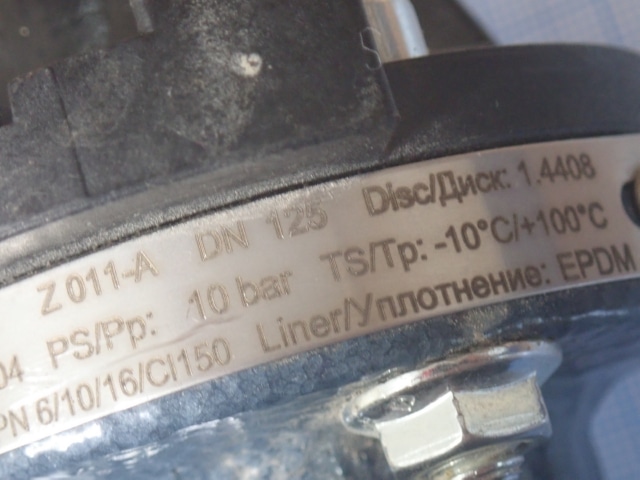 Z 011-A DN 125 Disc/Диск: 1.4408
04 PS/Pp: 10 bar TS/Tp: -10°C/+100°C
PN 6/10/16/Cl150 Liner/Уплотнение: EPDM